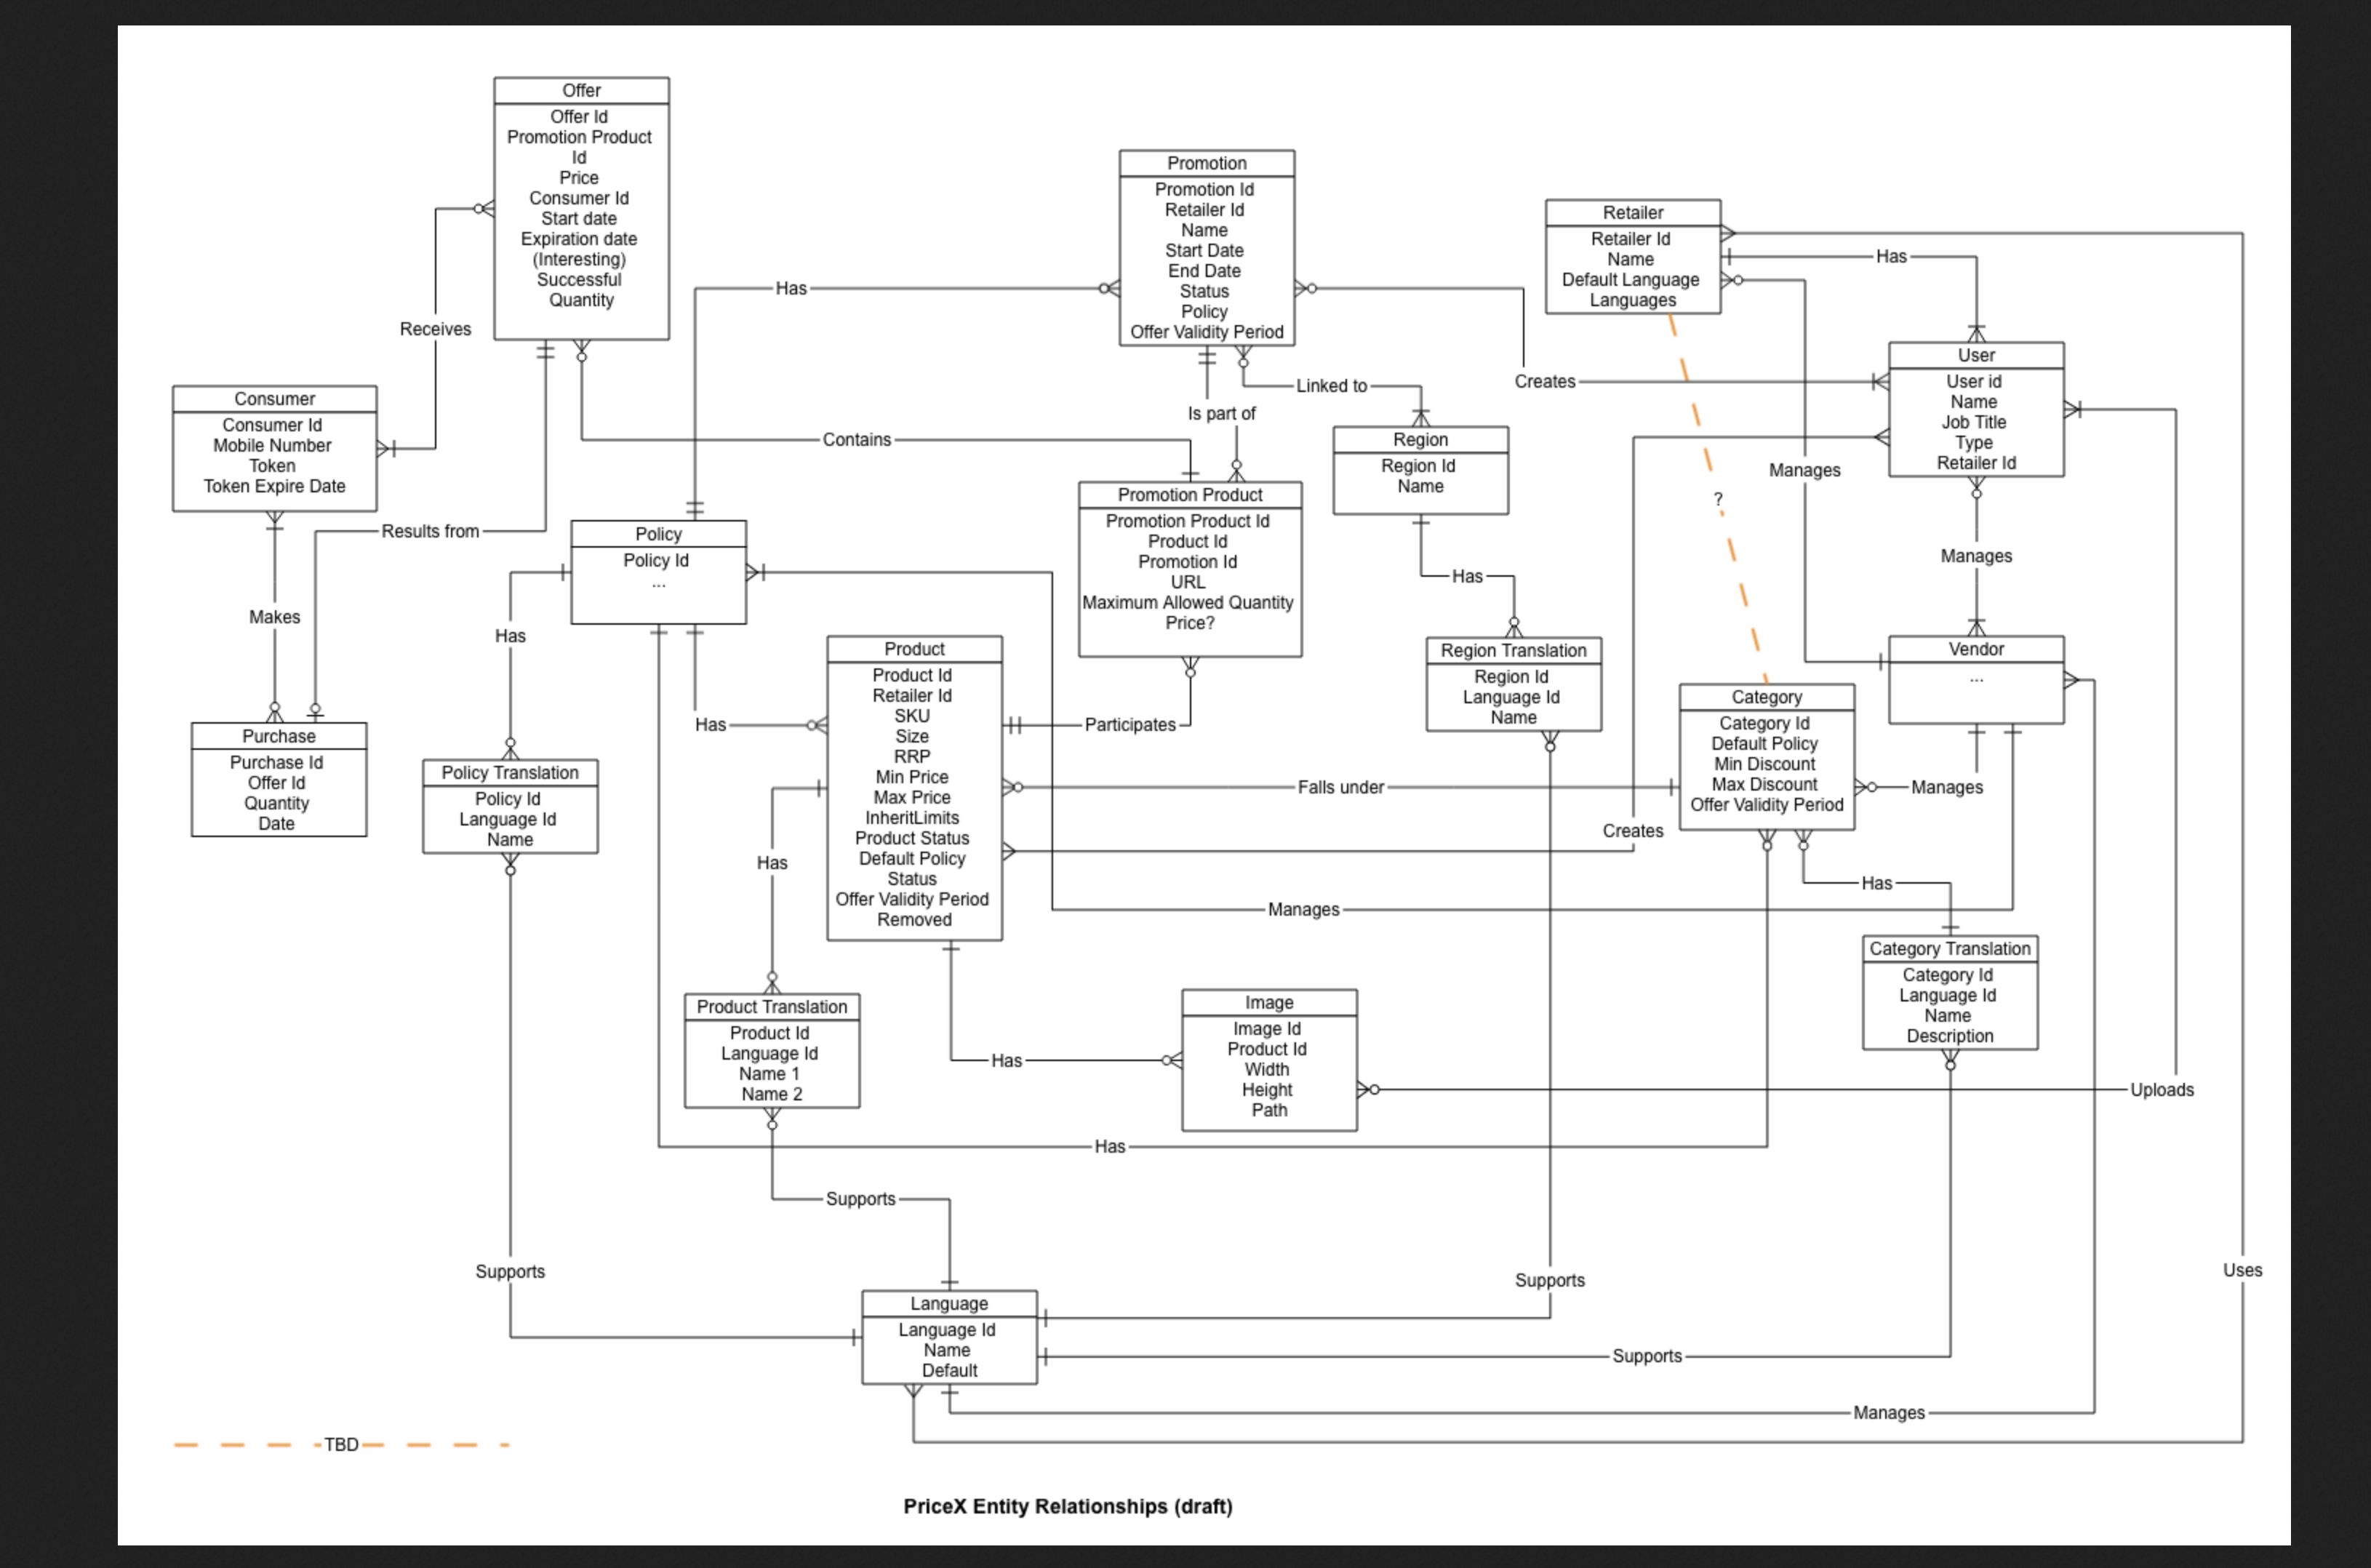 Offer
Offer Id
Promotion Product
Id
Price
Consumer Id
Start date
Expiration date
(Interesting)
Successful
Quantity
Promotion
Promotion Id
Retailer Id
Name
Start Date
End Date
Status
Policy
Offer Validity Period
Retailer
Retailer Id
Name
Default Language
Languages
Has
Has
Receives
User
User id
Name
Job Title
Type
Retailer Id
Creates
Linked to
Is part of
Consumer
Consumer Id
Mobile Number
Token
Token Expire Date
Contains
Region
Region Id
Name
Manages
?
Promotion Product
Promotion Product Id
Product Id
Promotion Id
URL
Maximum Allowed Quantity
Price?
Results from
Policy
Policy Id
...
Manages
Has
Makes
Has
Product
Product Id
Retailer Id
SKU
Size
RRP
Min Price
Max Price
InheritLimits
Product Status
Default Policy
Status
Offer Validity Period
Removed
Region Translation
Region Id
Language Id
Name
Vendor
...
Category
Category Id
Default Policy
Min Discount
Max Discount
Offer Validity Period
Has
Participates
Purchase
Purchase Id
Offer Id
Quantity
Date
Policy Translation
Policy Id
Language Id
Name
Falls under
Manages
Creates
Has
Has
Manages
Category Translation
Category Id
Language Id
Name
Description
Product Translation
Product Id
Language Id
Name 1
Name 2
Image
Image Id
Product Id
Width
Height
Path
Has
Uploads
Has
Supports
Supports
Supports
Uses
Language
Language Id
Name
Default
Supports
Manages
TBD
PriceX Entity Relationships (draft)